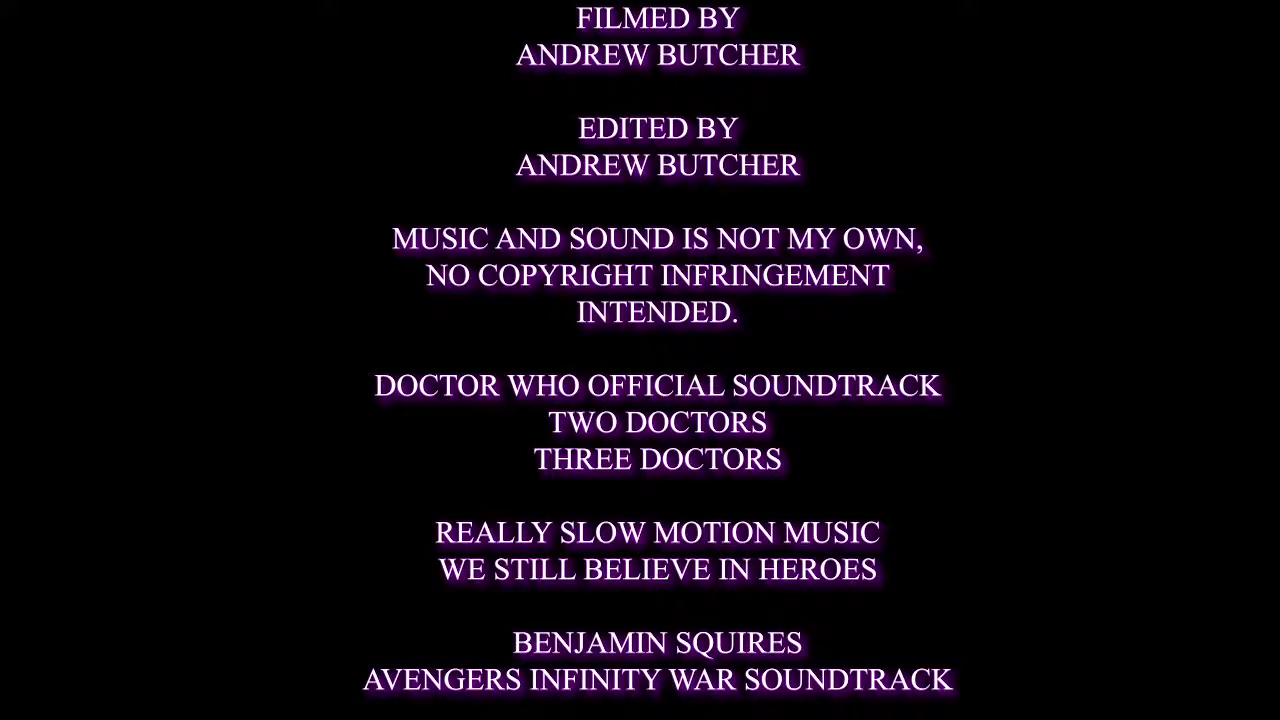 FILMED BY
ANDREW BUTCHER
EDITED BY
ANDREW BUTCHER
MUSIC AND SOUND IS NOT MY OWN,
NO COPYRIGHT INFRINGEMENT
INTENDED.
DOCTOR WHO OFFICIAL SOUNDTRACK
TWO DOCTORS
THREE DOCTORS
REALLY SLOW MOTION MUSIC
WE STILL BELIEVE IN HEROES
BENJAMIN SQUIRES
AVENGERS INFINITY WAR SOUNDTRACK